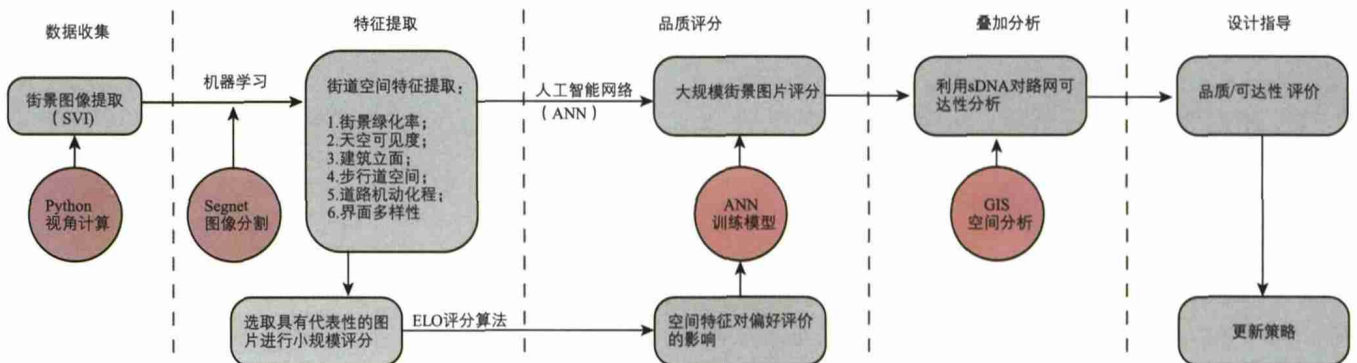 数据收集
特征提取
品质评分
叠加分析
设计指导
街景图像提取
（SVI）
机器学习
街道空间特征提取：
1.街景绿化率；
2.天空可见度；
3.建筑立面；
4.步行道空间；
5.道路机动化程；
6.界面多样性
人工智能网络
（ANN）
大规模街景图片评分
利用sDNA对路网可
达性分析
品质/可达性 评价
Python
视角计算
Segnet
图像分割
ANN
训练模型
GIS
空间分析
选取具有代表性的图
片进行小规模评分
ELO评分算法
空间特征对偏好评价
的影响
更新策略